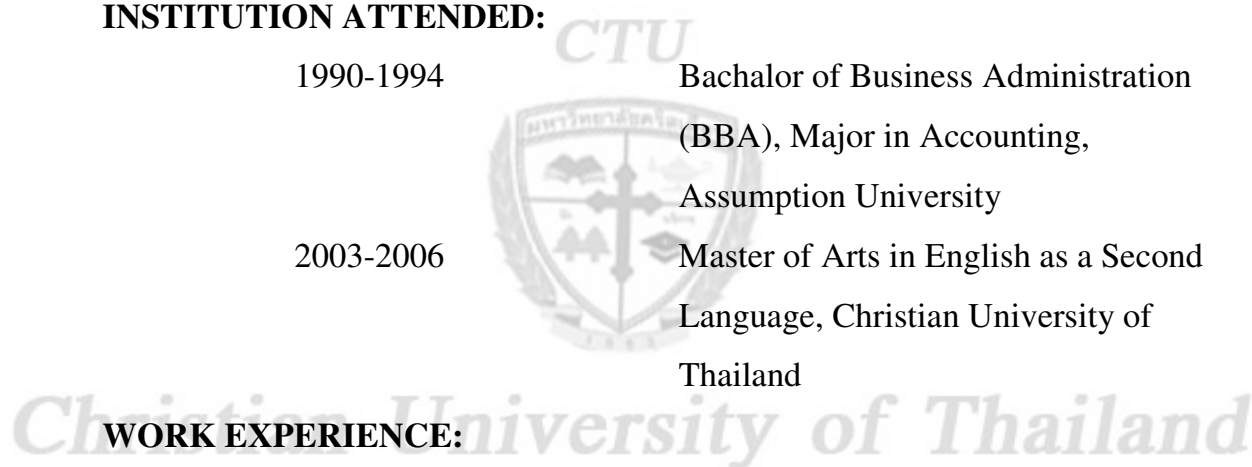 INSTITUTION ATTENDED:
CTU
1990-1994 Bachalor of Business Administration
(BBA), Major in Accounting,
Assumption University
2003-2006 Master of Arts in English as a Second
Language, Christian University of
Thailand
Christian University of Thailand
WORK EXPERIENCE: